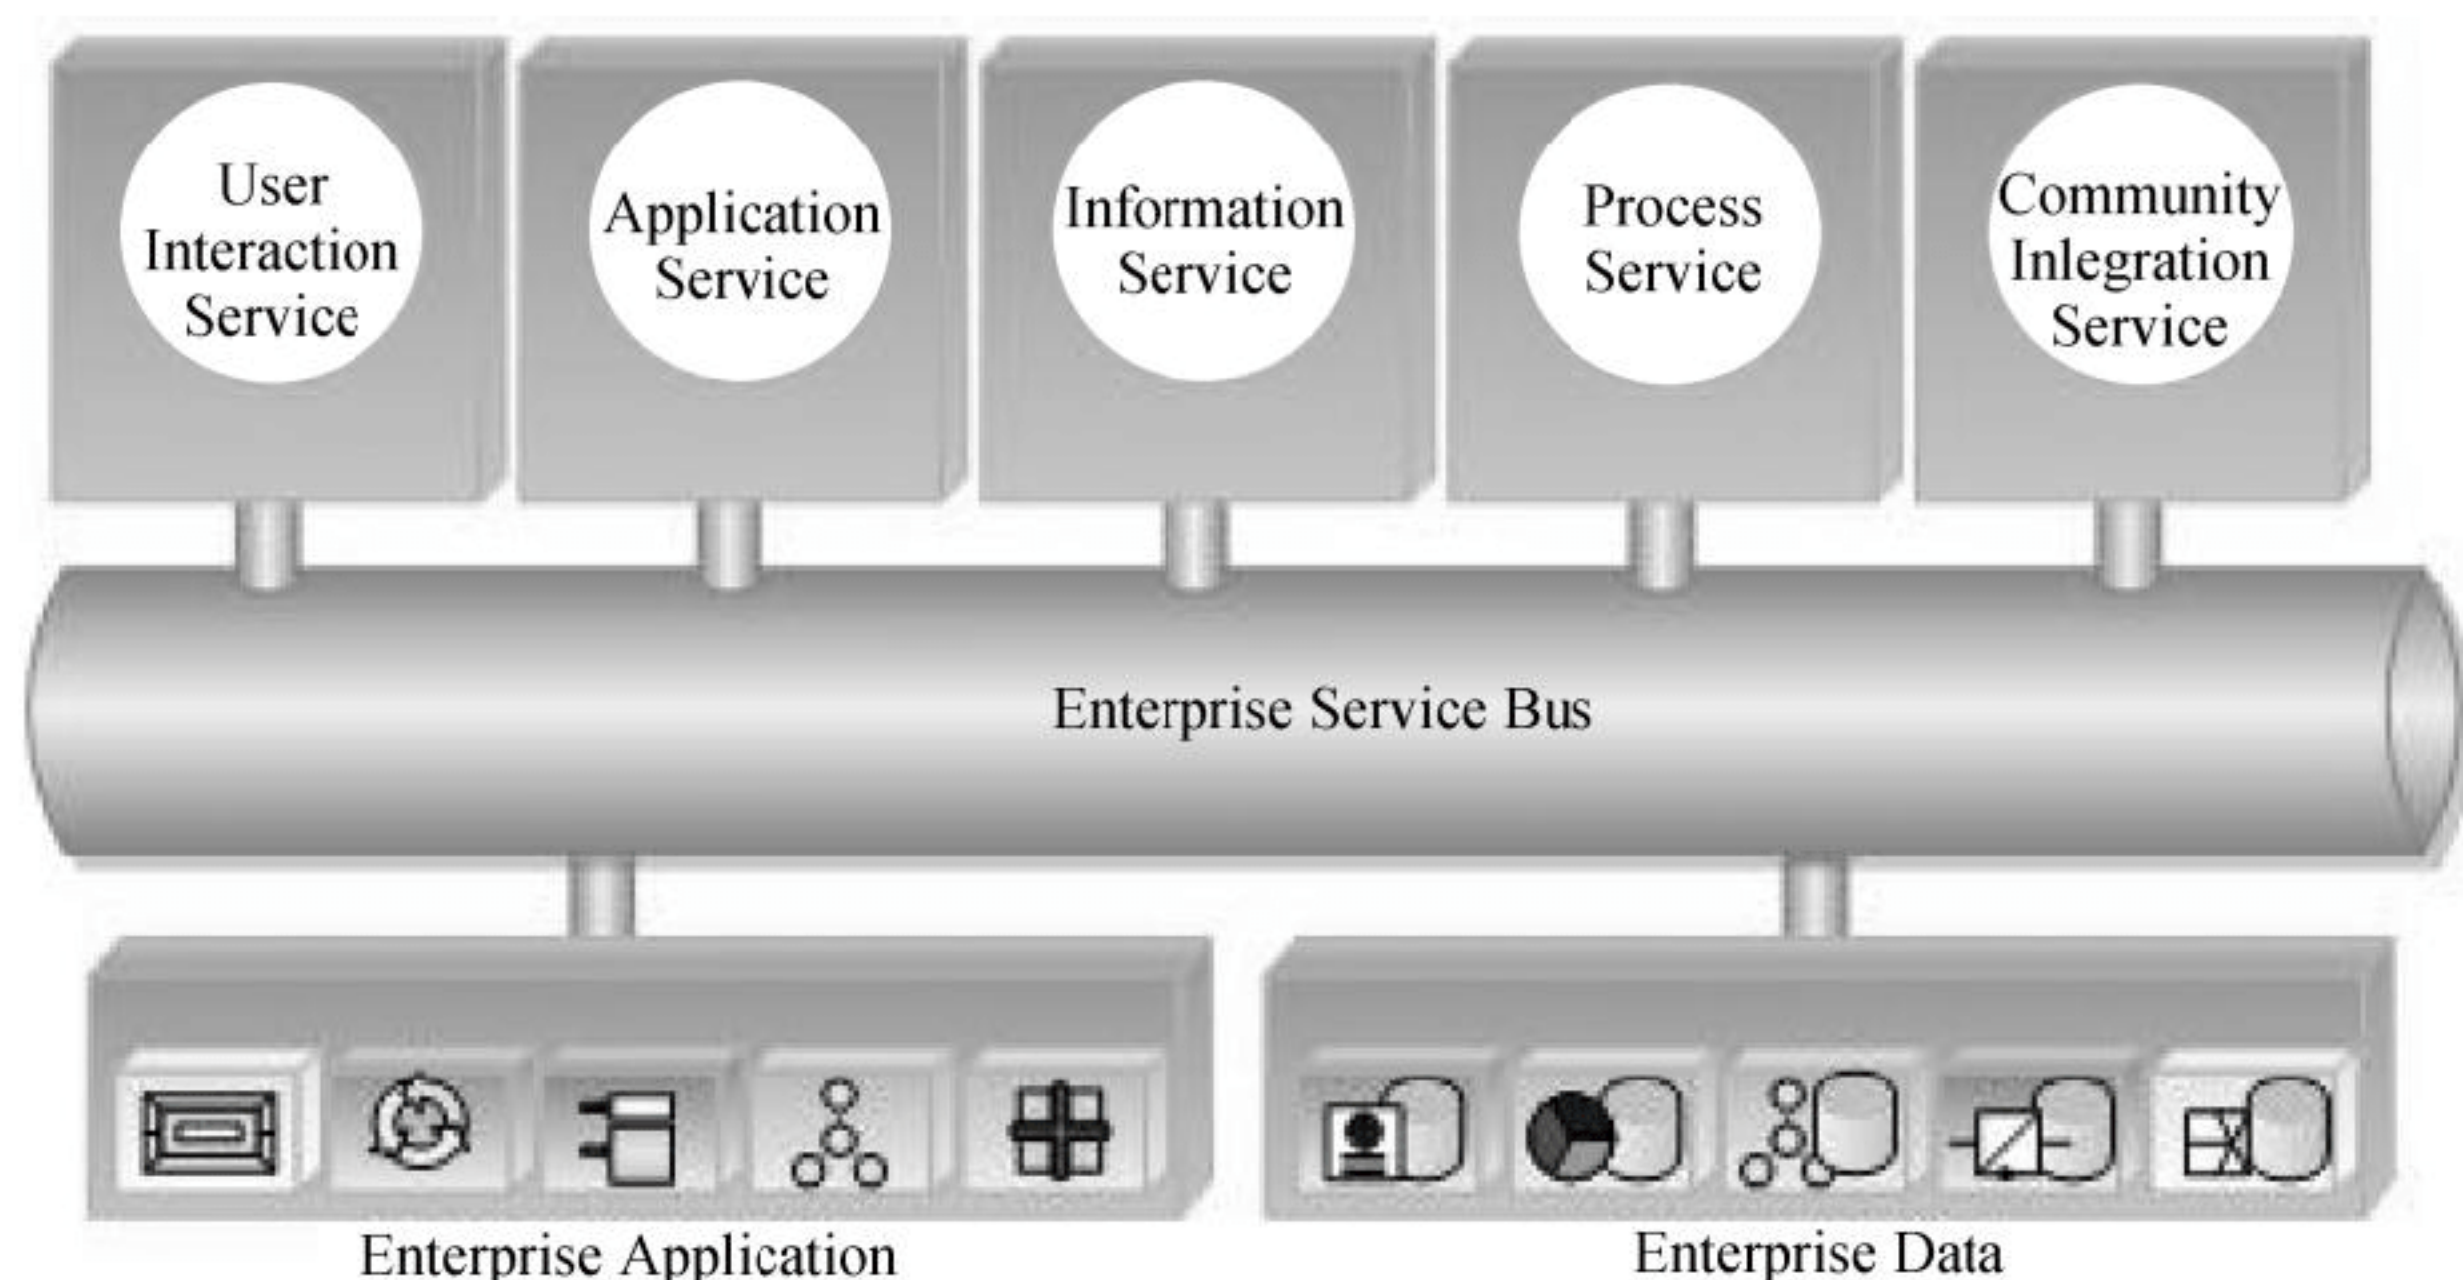 User
Interaction
Service
Application
Service
Information
Service
Process
Service
Community
Inlegration
Service
Enterprise Service Bus
Enterprise Application
Enterprise Data